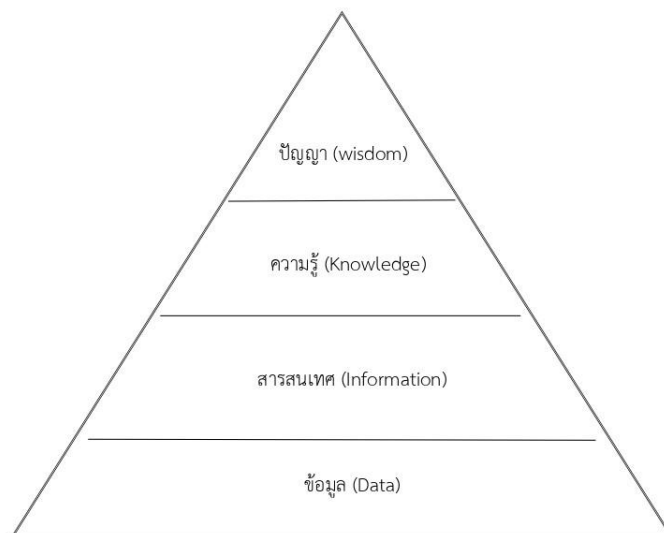 ปัญญา (wisdom)
ความรู้ (Knowledge)
สารสนเทศ (Information)
ข้อมูล (Data)